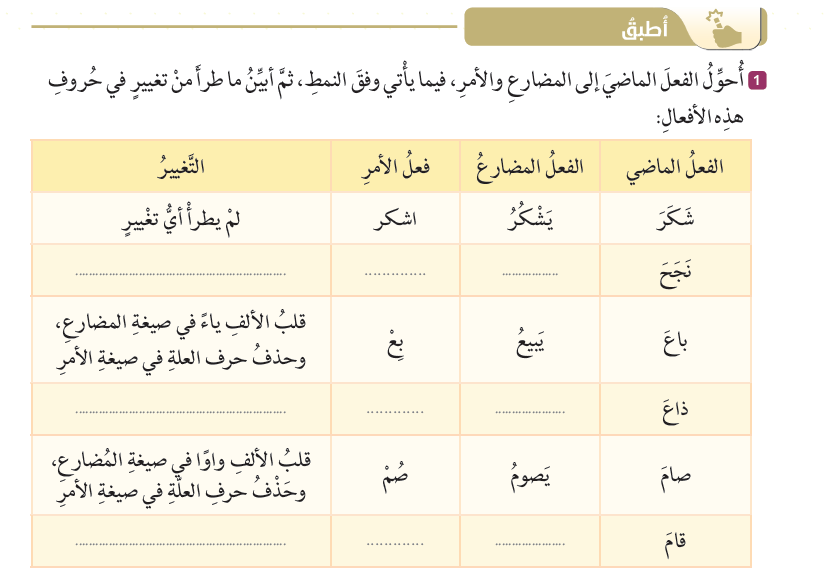 أطبقُ
1 أُحوِّلُ الفعلَ الماضيَ إلى المضارعِ والأمرِ، فيما يأْتي وفقَ النمطِ، ثمَّ أبيِّنُ ما طرأَ منْ تغييرٍ في حُروفِ
هذِه الأفعالِ:
الفعلُ الماضي الفعلُ المضارعُ فعلُ الأمرِ التَّغييرُ
شَكَرَ يَشْكُرُ اشكر لمْ يطرأْ أيُّ تغْييرٍ
نَجَحَ ................. .............. ................................................................
باعَ يَبيعُ بِعْ قلبُ الألفِ ياءً في صيغةِ المضارعِ،
وحذفُ حرف العلةِ في صيغةِ الأمرِ
ذاعَ ..................... ............. ................................................................
صامَ يَصومُ صُمْ قلبُ الألفِ واوًا في صيغةِ المُضارعِ،
وحَذْفُ حرفِ العلّةِ في صيغةِ الأمرِ
قامَ ..................... ............. ................................................................